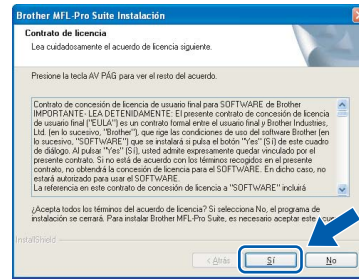 Brother MFL-Pro Suite Instalación
Contrato de licencia
Lea cuidadosamente el acuerdo de licencia siguiente.
Presione la tecla AV PÁG para ver el resto del acuerdo.
Contrato de concesión de licencia de usuario final para SOFTWARE de Brother
IMPORTANTE- LEA DETENIDAMENTE: El presente contrato de licencia
de usuario final ("EULA") es un contrato formal entre el usuario final y Brother Industries,
Ltd. (en lo sucesivo, "Brother"), que rige las condiciones de uso del software Brother (en
lo sucesivo, "SOFTWARE") que se instalará si pulsa el botón "Yes" (Sí) de este cuadro
de diálogo. Al pulsar "Yes" (Sí), usted admite expresamente quedar vinculado por el
presente contrato. Si no está de acuerdo con los términos recogidos en el presente
contrato, no obtendrá la concesión de licencia para el SOFTWARE. En dicho caso, no
estará autorizado para usar el SOFTWARE.
La referencia en este contrato de concesión de licencia a "SOFTWARE" incluirá
¿Acepta todos los términos del acuerdo de licencia? Si selecciona No, el programa de
instalación se cerrará. Para instalar Brother MFL-Pro Suite, es necesario aceptar este
InstallShield
< Atrás
Sí
No